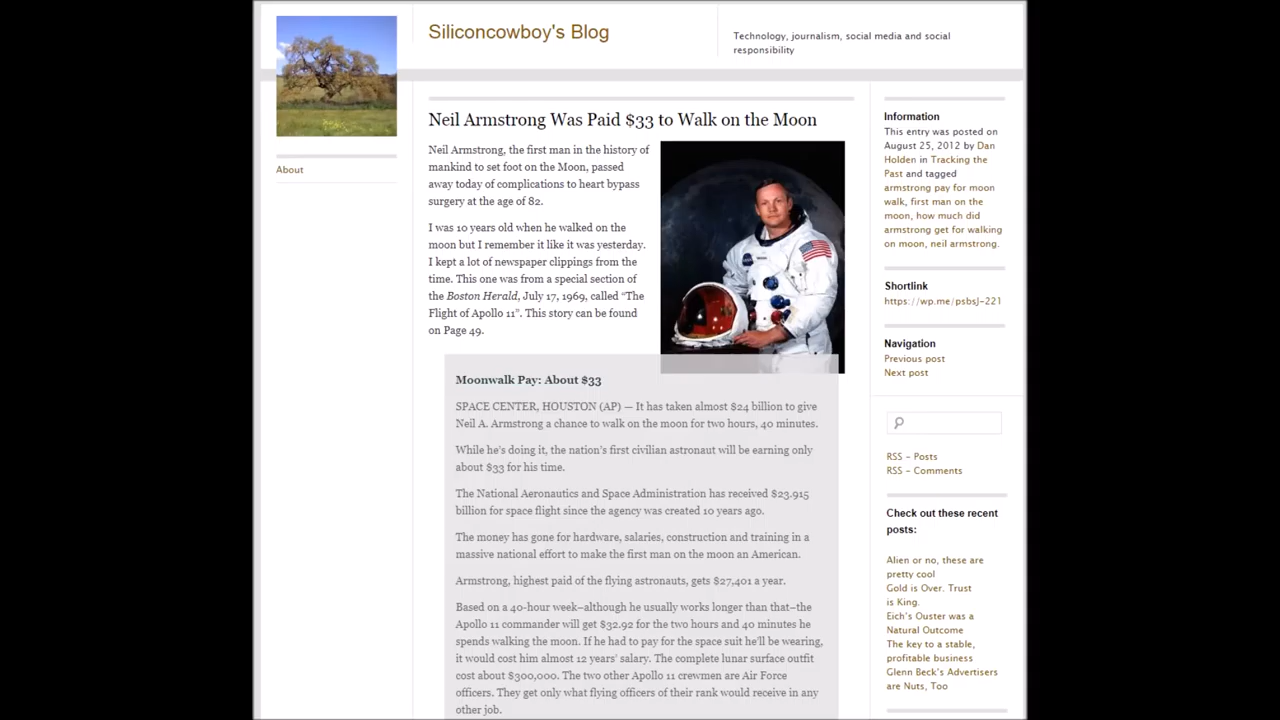 Siliconcowboy's Blog
Technology, journalism, social media and social
responsibility
About
Neil Armstrong Was Paid $33 to Walk on the Moon
Neil Armstrong, the first man in the history of
mankind to set foot on the Moon, passed
away today of complications to heart bypass
surgery at the age of 82.
I was 10 years old when he walked on the
moon but I remember it like it was yesterday.
I kept a lot of newspaper clippings from the
time. This one was from a special section of
the Boston Herald, July 17, 1969, called “The
Flight of Apollo 11”. This story can be found
on Page 49.
Moonwalk Pay: About $33
SPACE CENTER, HOUSTON (AP) — It has taken almost $24 billion to give
Neil A. Armstrong a chance to walk on the moon for two hours, 40 minutes.
While he’s doing it, the nation’s first civilian astronaut will be earning only
about $33 for his time.
The National Aeronautics and Space Administration has received $23.915
billion for space flight since the agency was created 10 years ago.
The money has gone for hardware, salaries, construction and training in a
massive national effort to make the first man on the moon an American.
Armstrong, highest paid of the flying astronauts, gets $27,401 a year.
Based on a 40-hour week–although he usually works longer than that–the
Apollo 11 commander will get $32.92 for the two hours and 40 minutes he
spends walking the moon. If he had to pay for the space suit he’ll be wearing,
it would cost him almost 12 years’ salary. The complete lunar surface outfit
cost about $300,000. The two other Apollo 11 crewmen are Air Force
officers. They get only what flying officers of their rank would receive in any
other job.
Information
This entry was posted on
August 25, 2012 by Dan
Holden in Tracking the
Past and tagged
armstrong pay for moon
walk, first man on the
moon, how much did
armstrong get for walking
on moon, neil armstrong.
Shortlink
https://wp.me/psbsJ-221
Navigation
Previous post
Next post
RSS - Posts
RSS - Comments
Check out these recent
posts:
Alien or no, these are
pretty cool
Gold is Over. Trust
is King.
Eich’s Ouster was a
Natural Outcome
The key to a stable,
profitable business
Glenn Beck’s Advertisers
are Nuts, Too